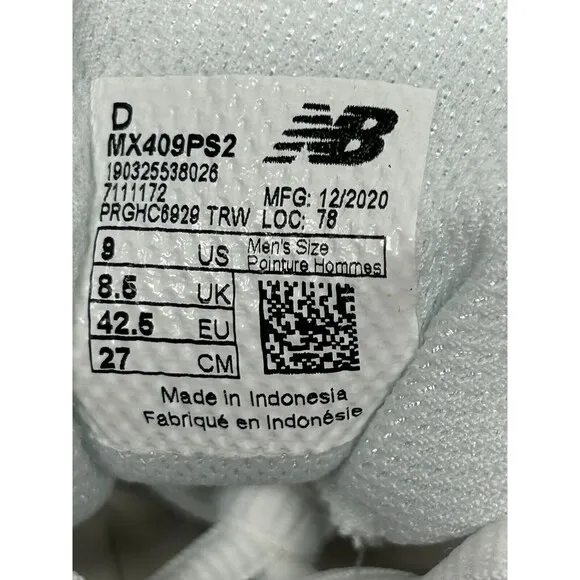 D
MX409PS2
NB
190325538026
7111172
MFG: 12/2020
PRGHC6929 TRW LOC: 78
9 US
Men's Size
Pointure Hommes
8.5 UK
42.5 EU
27 CM
Made in Indonesia
Fabriqué en Indonésie